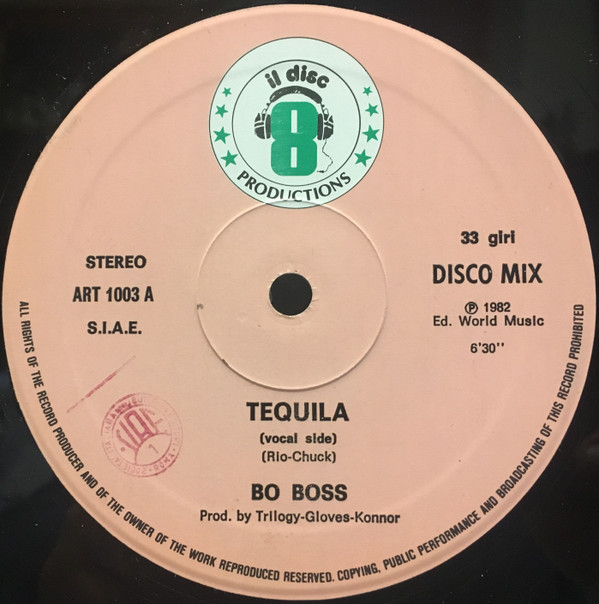 il disc
8
PRODUCTIONS
STEREO
ART 1003 A
S.I.A.E.
33 giri
DISCO MIX
℗ 1982
Ed. World Music
6'30''
TEQUILA
(vocal side)
(Rio-Chuck)
BO BOSS
Prod. by Trilogy-Gloves-Konnor
ALL RIGHTS OF THE RECORD PRODUCER AND OF THE OWNER OF THE WORK REPRODUCED RESERVED. COPYING, PUBLIC PERFORMANCE AND BROADCASTING OF THIS RECORD PROHIBITED